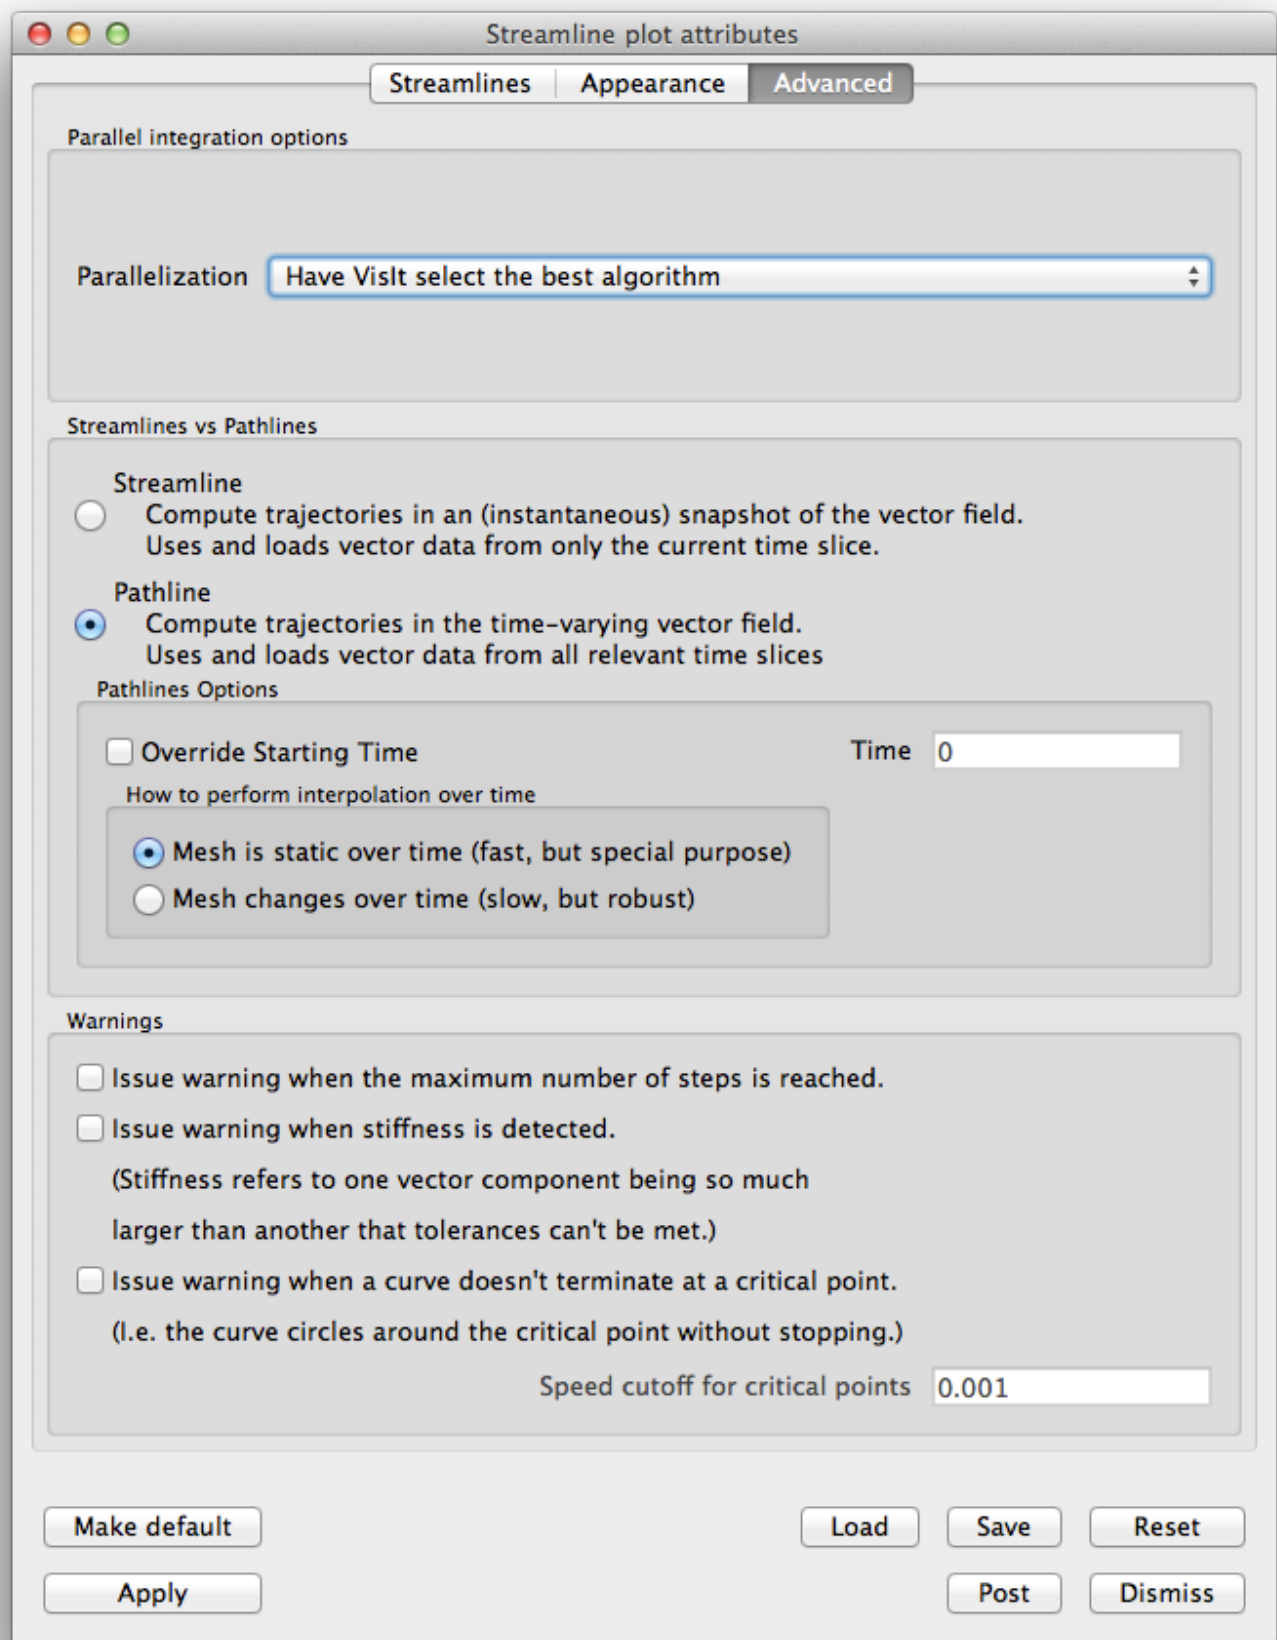 Streamline plot attributes
Streamlines Appearance Advanced
Parallel integration options
Parallelization Have VisIt select the best algorithm
Streamlines vs Pathlines
Streamline
Compute trajectories in an (instantaneous) snapshot of the vector field.
Uses and loads vector data from only the current time slice.
Pathline
Compute trajectories in the time-varying vector field.
Uses and loads vector data from all relevant time slices
Pathlines Options
Override Starting Time Time 0
How to perform interpolation over time
Mesh is static over time (fast, but special purpose)
Mesh changes over time (slow, but robust)
Warnings
Issue warning when the maximum number of steps is reached.
Issue warning when stiffness is detected.
(Stiffness refers to one vector component being so much
larger than another that tolerances can't be met.)
Issue warning when a curve doesn't terminate at a critical point.
(I.e. the curve circles around the critical point without stopping.)
Speed cutoff for critical points 0.001
Make default Load Save Reset
Apply Post Dismiss